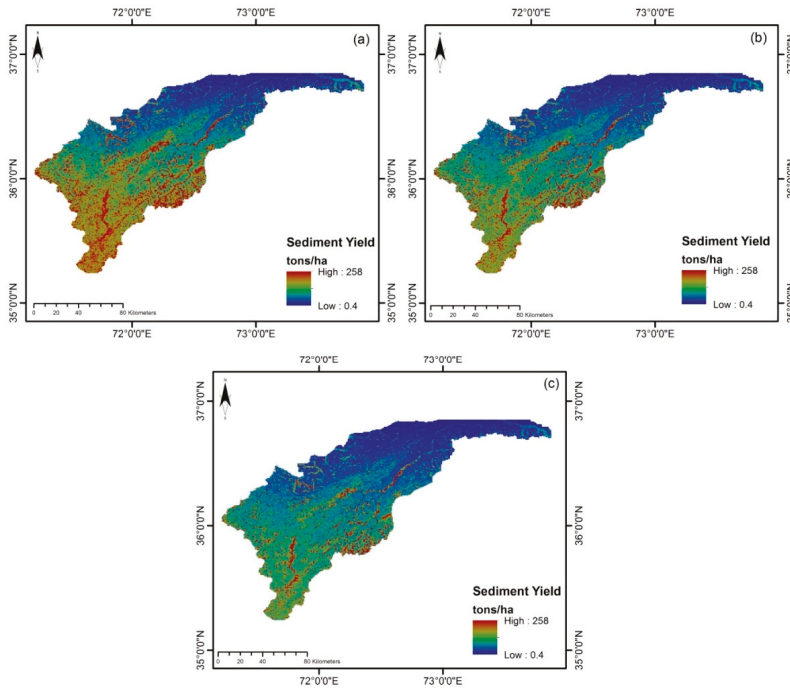 72°0'0"E 73°0'0"E
72°0'0"E 73°0'0"E
(a)
(b)
N
N
S
S
37°0'0"N
37°0'0"N
37°0'0"N
36°0'0"N
36°0'0"N
36°0'0"N
35°0'0"N
35°0'0"N
Sediment Yield
tons/ha
High : 258
Low : 0.4
Sediment Yield
tons/ha
High : 258
Low : 0.4
0 20 40 60 80 Kilometers
0 20 40 60 80 Kilometers
72°0'0"E 73°0'0"E
72°0'0"E 73°0'0"E
72°0'0"E 73°0'0"E
(c)
N
S
37°0'0"N
37°0'0"N
36°0'0"N
36°0'0"N
35°0'0"N
35°0'0"N
Sediment Yield
tons/ha
High : 258
Low : 0.4
0 20 40 60 80 Kilometers
72°0'0"E 73°0'0"E